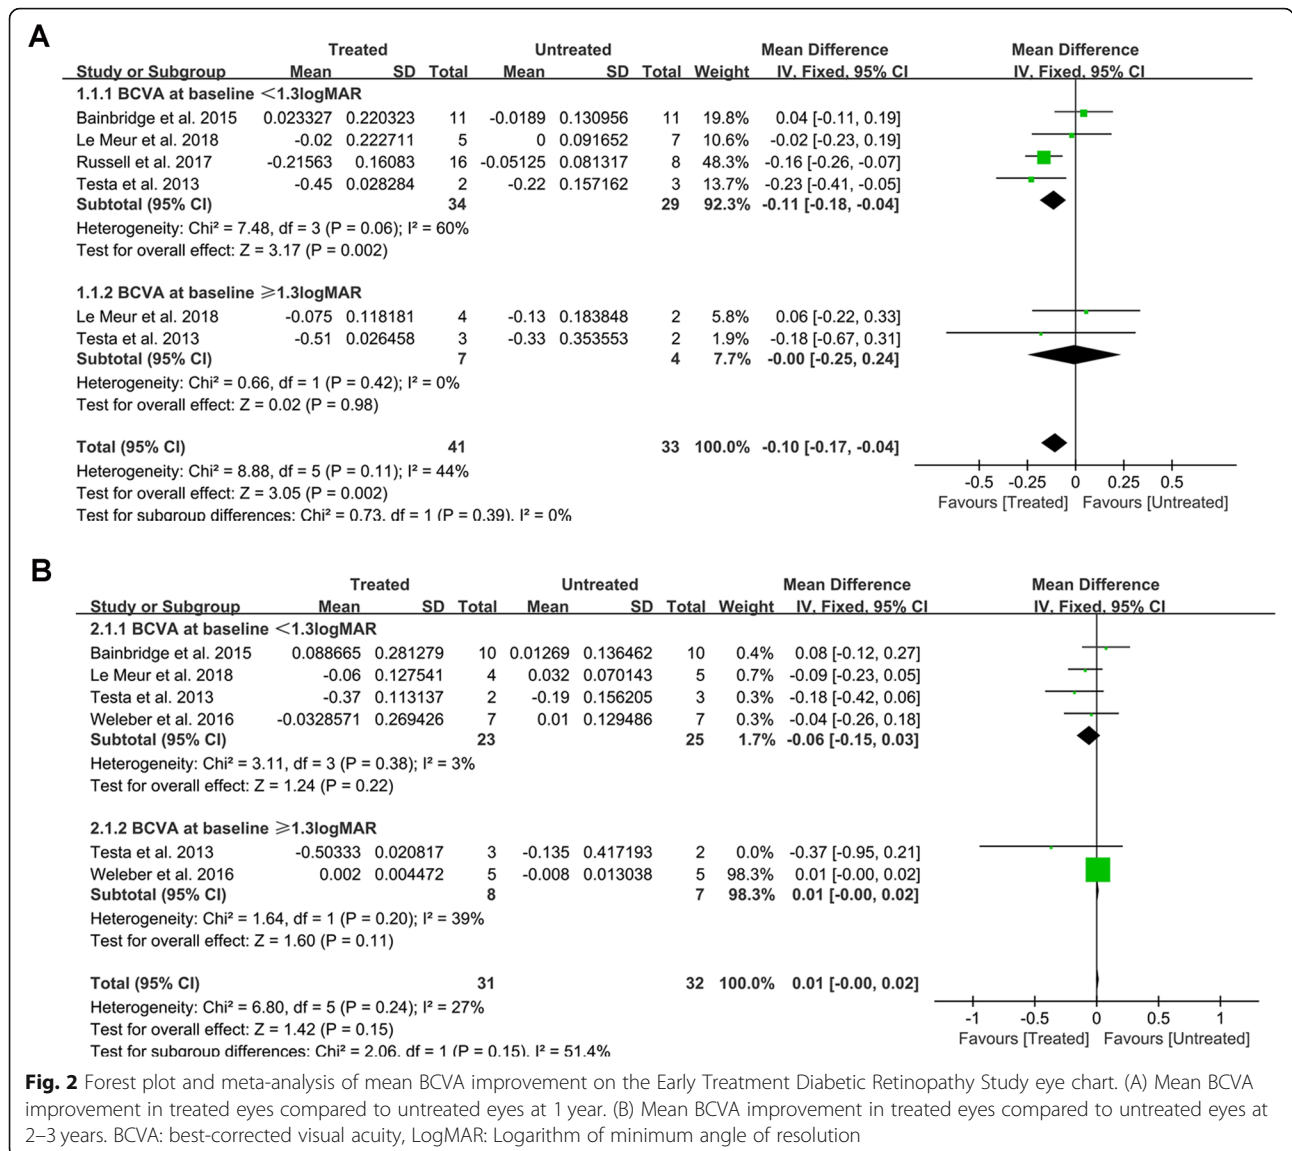 A
Treated Untreated Mean Difference Mean Difference
Study or Subgroup Mean SD Total Mean SD Total Weight IV, Fixed, 95% CI IV, Fixed, 95% CI
1.1.1 BCVA at baseline <1.3logMAR
Bainbridge et al. 2015 0.023327 0.220323 11 -0.0189 0.130956 11 19.8% 0.04 [-0.11, 0.19]
Le Meur et al. 2018 -0.02 0.222711 5 0 0.091652 7 10.6% -0.02 [-0.23, 0.19]
Russell et al. 2017 -0.21563 0.16083 16 -0.05125 0.081317 8 48.3% -0.16 [-0.26, -0.07]
Testa et al. 2013 -0.45 0.028284 2 -0.22 0.157162 3 13.7% -0.23 [-0.41, -0.05]
Subtotal (95% CI) 34 29 92.3% -0.11 [-0.18, -0.04]
Heterogeneity: Chi² = 7.48, df = 3 (P = 0.06); I² = 60%
Test for overall effect: Z = 3.17 (P = 0.002)
1.1.2 BCVA at baseline ≥1.3logMAR
Le Meur et al. 2018 -0.075 0.118181 4 -0.13 0.183848 2 5.8% 0.06 [-0.22, 0.33]
Testa et al. 2013 -0.51 0.026458 3 -0.33 0.353553 2 1.9% -0.18 [-0.67, 0.31]
Subtotal (95% CI) 7 4 7.7% -0.00 [-0.25, 0.24]
Heterogeneity: Chi² = 0.66, df = 1 (P = 0.42); I² = 0%
Test for overall effect: Z = 0.02 (P = 0.98)
Total (95% CI) 41 33 100.0% -0.10 [-0.17, -0.04]
Heterogeneity: Chi² = 8.88, df = 5 (P = 0.11); I² = 44%
Test for overall effect: Z = 3.05 (P = 0.002)
Test for subgroup differences: Chi² = 0.73, df = 1 (P = 0.39), I² = 0%
-0.5 -0.25 0 0.25 0.5
Favours [Treated] Favours [Untreated]
B
Treated Untreated Mean Difference Mean Difference
Study or Subgroup Mean SD Total Mean SD Total Weight IV, Fixed, 95% CI IV, Fixed, 95% CI
2.1.1 BCVA at baseline <1.3logMAR
Bainbridge et al. 2015 0.088665 0.281279 10 0.01269 0.136462 10 0.4% 0.08 [-0.12, 0.27]
Le Meur et al. 2018 -0.06 0.127541 4 0.032 0.070143 5 0.7% -0.09 [-0.23, 0.05]
Testa et al. 2013 -0.37 0.113137 2 -0.19 0.156205 3 0.3% -0.18 [-0.42, 0.06]
Weleber et al. 2016 -0.0328571 0.269426 7 0.01 0.129486 7 0.3% -0.04 [-0.26, 0.18]
Subtotal (95% CI) 23 25 1.7% -0.06 [-0.15, 0.03]
Heterogeneity: Chi² = 3.11, df = 3 (P = 0.38); I² = 3%
Test for overall effect: Z = 1.24 (P = 0.22)
2.1.2 BCVA at baseline ≥1.3logMAR
Testa et al. 2013 -0.50333 0.020817 3 -0.135 0.417193 2 0.0% -0.37 [-0.95, 0.21]
Weleber et al. 2016 0.002 0.004472 5 -0.008 0.013038 5 98.3% 0.01 [-0.00, 0.02]
Subtotal (95% CI) 8 7 98.3% 0.01 [-0.00, 0.02]
Heterogeneity: Chi² = 1.64, df = 1 (P = 0.20); I² = 39%
Test for overall effect: Z = 1.60 (P = 0.11)
Total (95% CI) 31 32 100.0% 0.01 [-0.00, 0.02]
Heterogeneity: Chi² = 6.80, df = 5 (P = 0.24); I² = 27%
Test for overall effect: Z = 1.42 (P = 0.15)
Test for subgroup differences: Chi² = 2.06, df = 1 (P = 0.15), I² = 51.4%
-1 -0.5 0 0.5 1
Favours [Treated] Favours [Untreated]
Fig. 2 Forest plot and meta-analysis of mean BCVA improvement on the Early Treatment Diabetic Retinopathy Study eye chart. (A) Mean BCVA
improvement in treated eyes compared to untreated eyes at 1 year. (B) Mean BCVA improvement in treated eyes compared to untreated eyes at
2–3 years. BCVA: best-corrected visual acuity, LogMAR: Logarithm of minimum angle of resolution